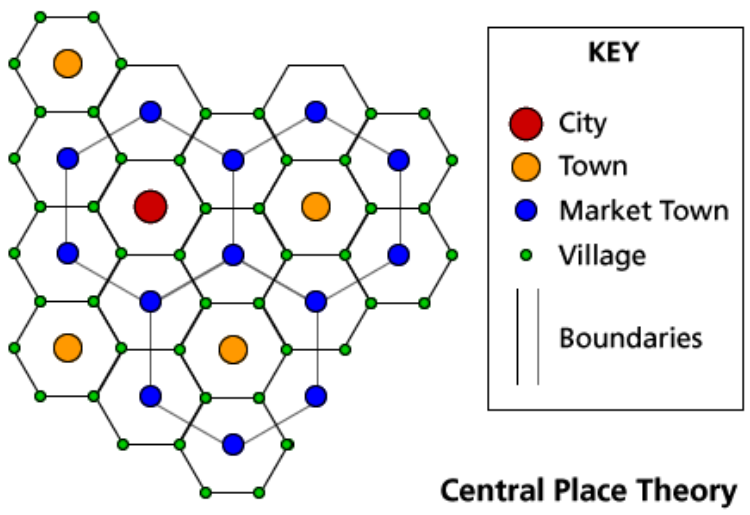 KEY
City
Town
Market Town
Village
Boundaries
Central Place Theory